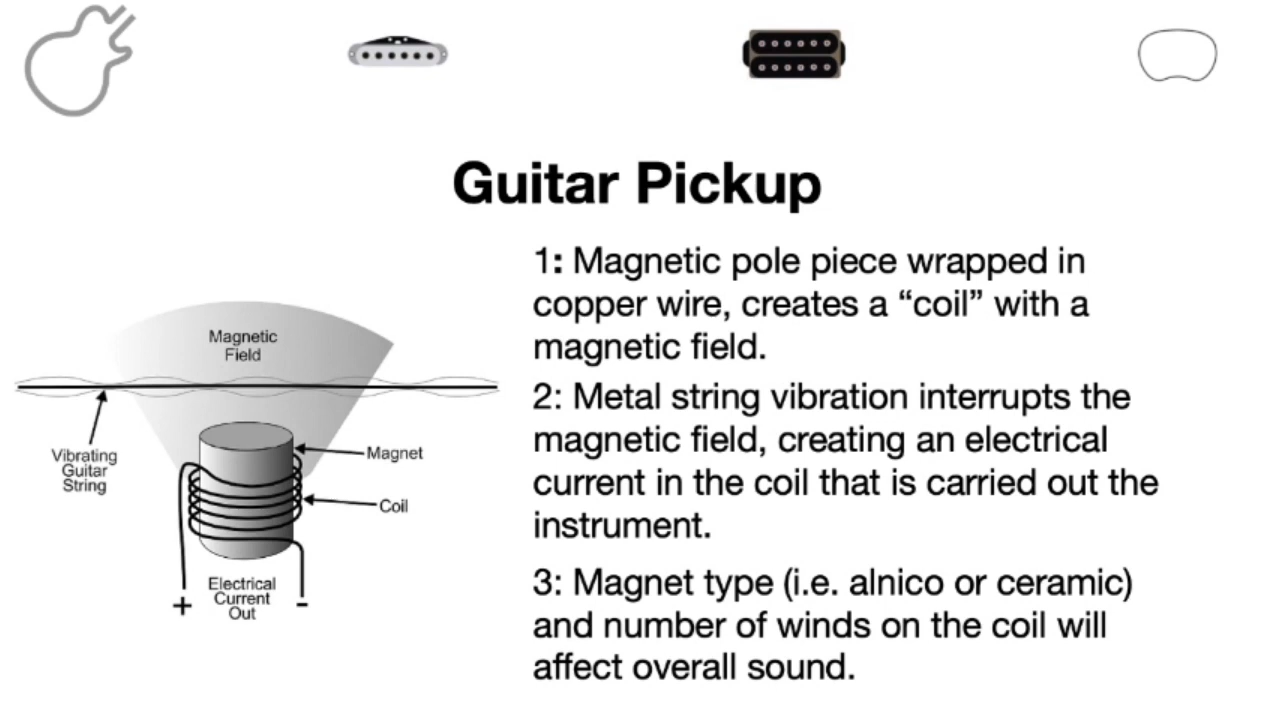 Guitar Pickup
1: Magnetic pole piece wrapped in
copper wire, creates a “coil” with a
magnetic field.
2: Metal string vibration interrupts the
magnetic field, creating an electrical
current in the coil that is carried out the
instrument.
3: Magnet type (i.e. alnico or ceramic)
and number of winds on the coil will
affect overall sound.
Magnetic
Field
Vibrating
Guitar
String
Magnet
Coil
+
Electrical
Current
Out
-